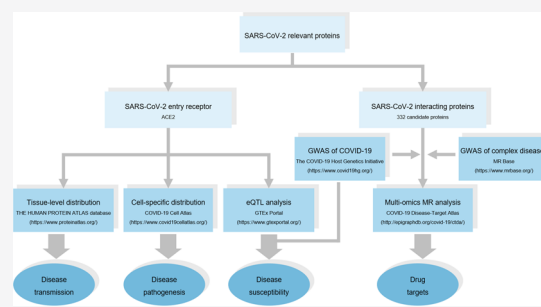 SARS-CoV-2 relevant proteins
SARS-CoV-2 entry receptor
ACE2
SARS-CoV-2 interacting proteins
332 candidate proteins
GWAS of COVID-19
The COVID-19 Host Genetics Initiative
(https://www.covid19hg.org/)
GWAS of complex disease
MR Base
(https://www.mrbase.org/)
Tissue-level distribution
THE HUMAN PROTEIN ATLAS database
(https://www.proteinatlas.org/)
Cell-specific distribution
COVID-19 Cell Atlas
(https://www.covid19cellatlas.org/)
eQTL analysis
GTEx Portal
(https://www.gtexportal.org/)
Multi-omics MR analysis
COVID-19 Disease-Target Atlas
(http://epigraphdb.org/covid-19/ctda/)
Disease
transmission
Disease
pathogenesis
Disease
susceptibility
Drug
targets